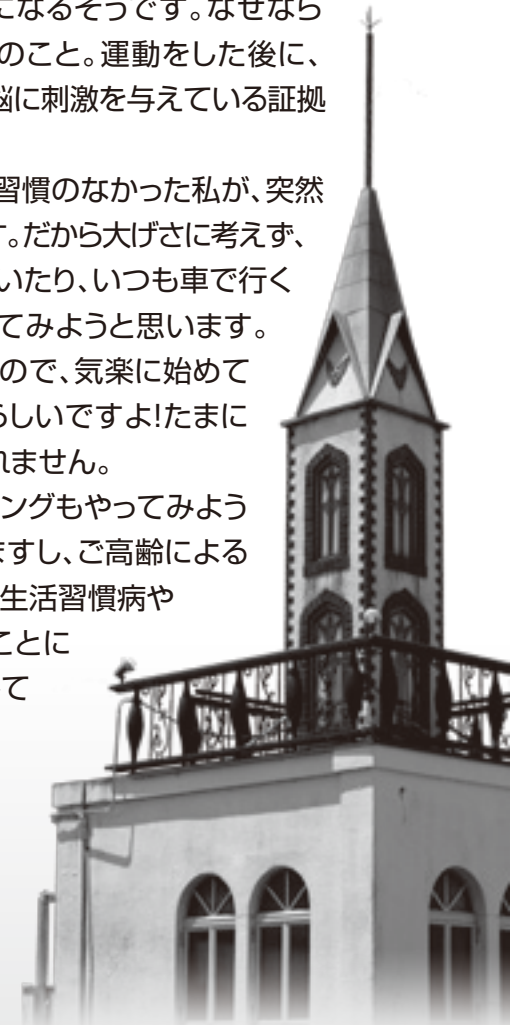 になるそうです。なぜなら
のこと。運動をした後に、
脳に刺激を与えている証拠
習慣のなかった私が、突然
す。だから大げさに考えず、
いたり、いつも車で行く
てみようと思います。
ので、気楽に始めて
らしいですよ!たまに
れません。
ングもやってみよう
ますし、ご高齢による
生活習慣病や
ことに
て